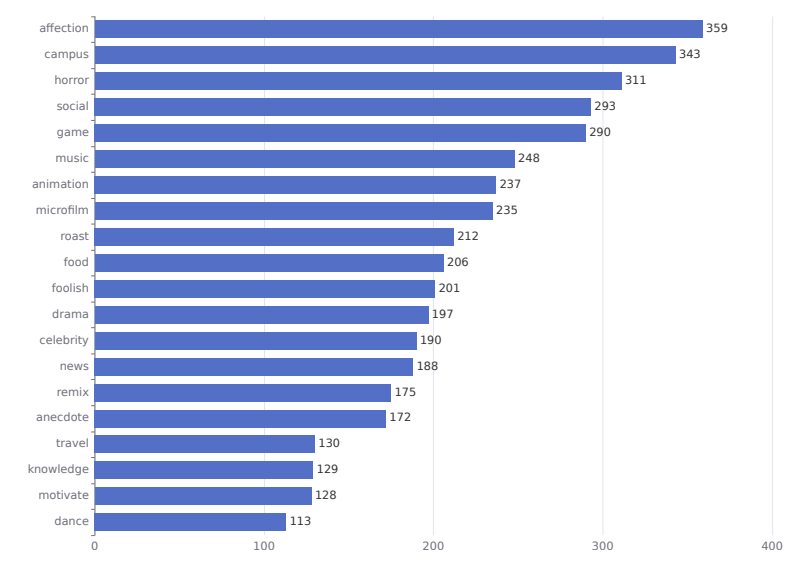 affection 359
campus 343
horror 311
social 293
game 290
music 248
animation 237
microfilm 235
roast 212
food 206
foolish 201
drama 197
celebrity 190
news 188
remix 175
anecdote 172
travel 130
knowledge 129
motivate 128
dance 113
0 100 200 300 400